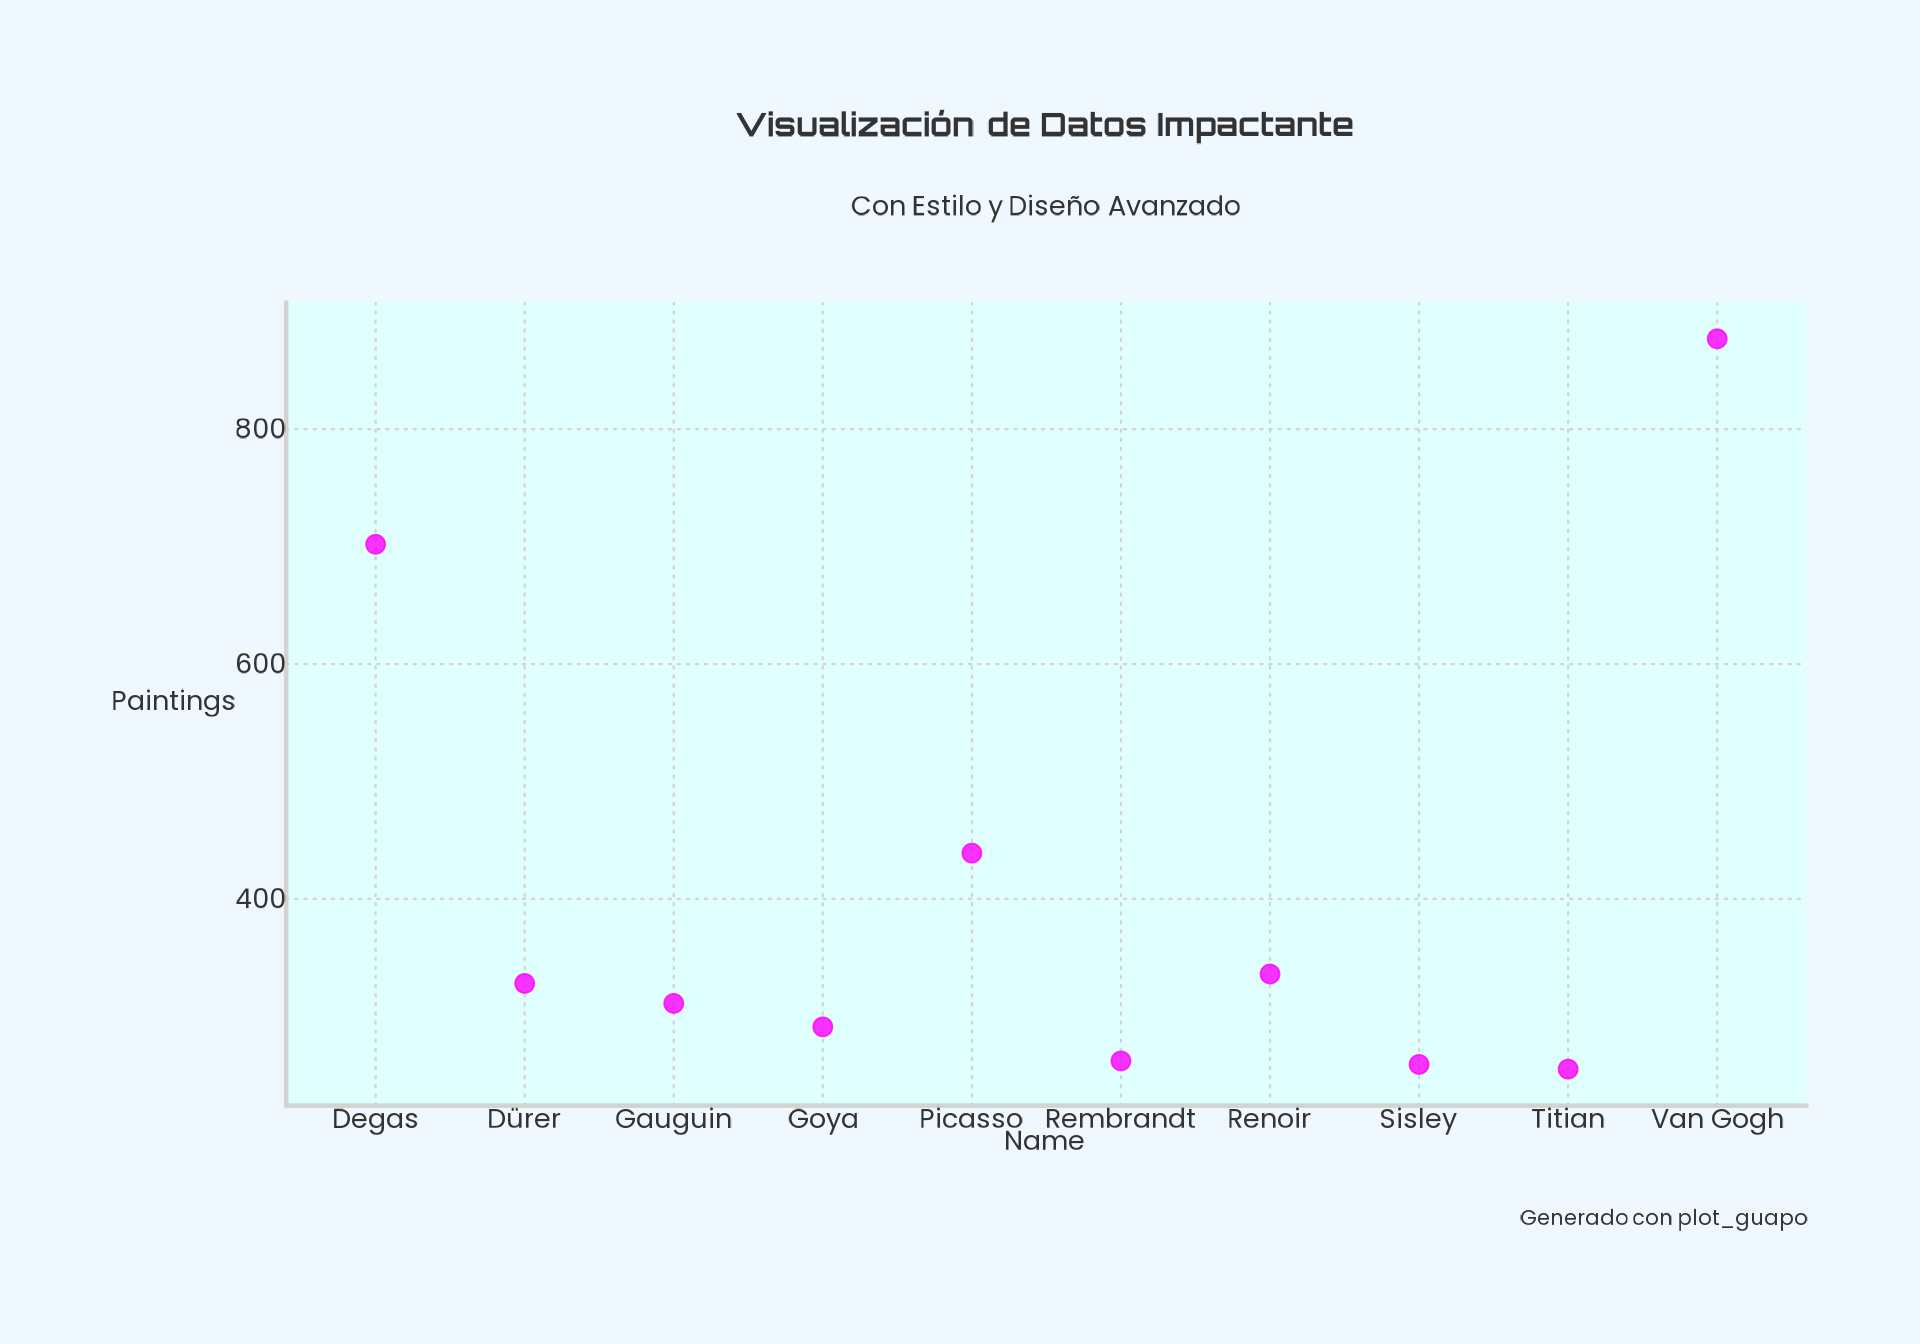 Visualización de Datos Impactante
Con Estilo y Diseño Avanzado
800
600
400
Paintings
Degas Dürer Gauguin Goya Picasso Rembrandt Renoir Sisley Titian Van Gogh
Name
Generado con plot_guapo